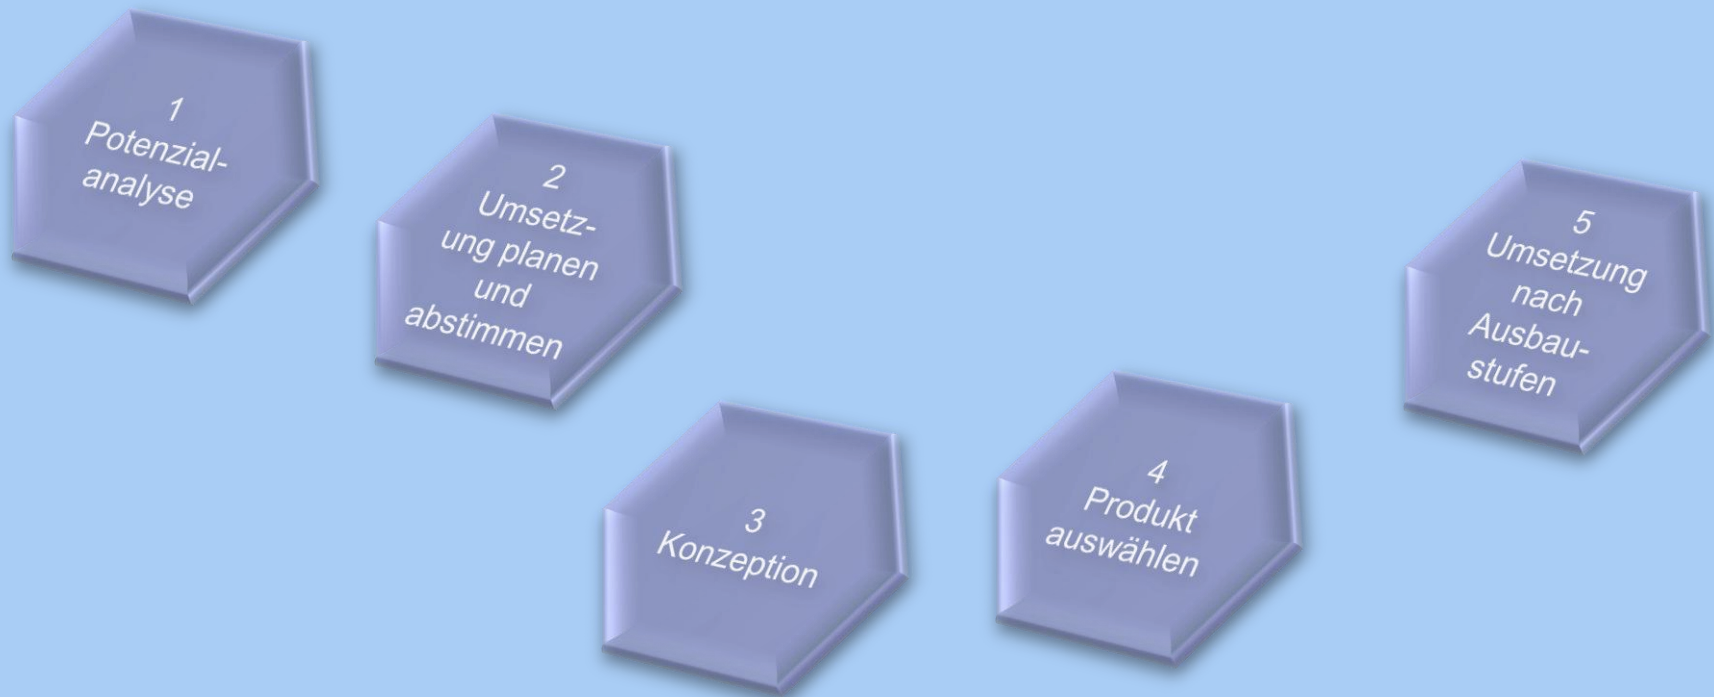 1
Potenzial-
analyse
2
Umsetz-
ung planen
und
abstimmen
3
Konzeption
4
Produkt
auswählen
5
Umsetzung
nach
Ausbau-
stufen